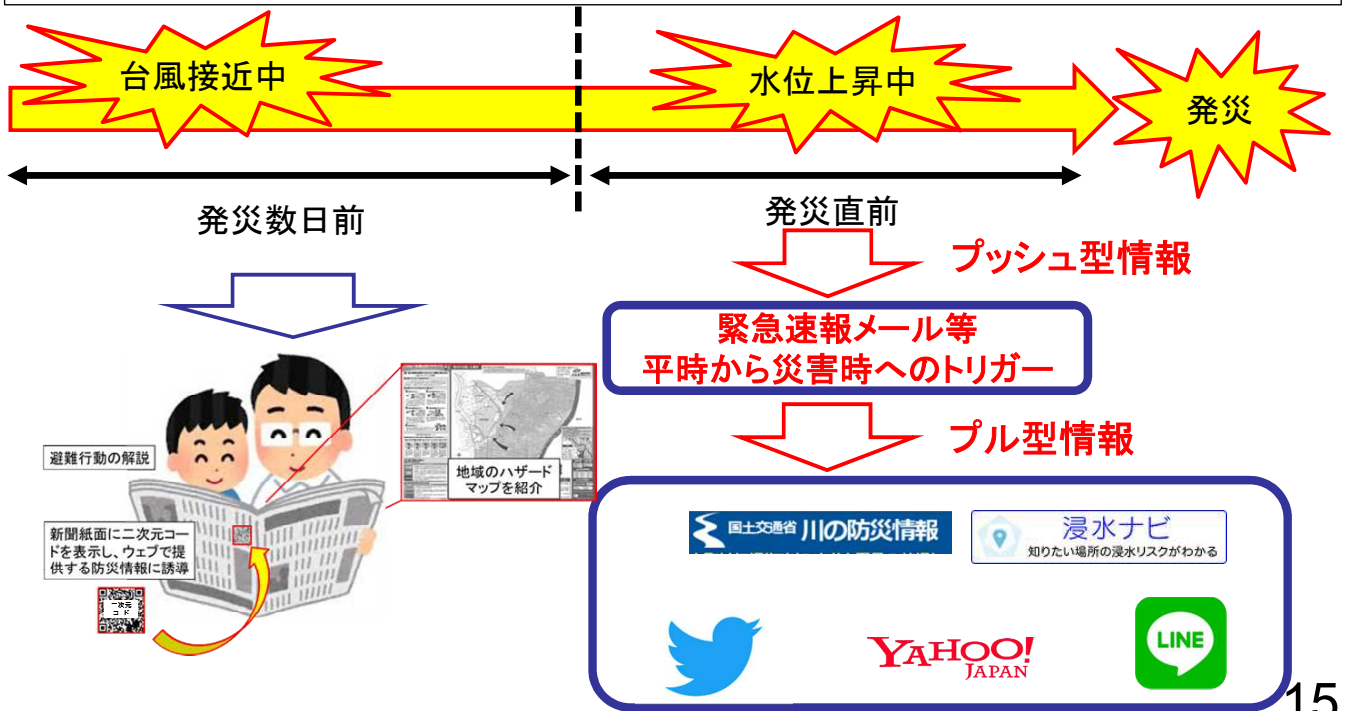 台風接近中
水位上昇中
発災
発災数日前
発災直前
プッシュ型情報
緊急速報メール等
平時から災害時へのトリガー
プル型情報
避難行動の解説
地域のハザード
マップを紹介
新聞紙面に二次元コー
ドを表示し、ウェブで提
供する防災情報に誘導
二次元
コード
国土交通省 川の防災情報
浸水ナビ
知りたい場所の浸水リスクがわかる
YAHOO!
JAPAN
LINE
15